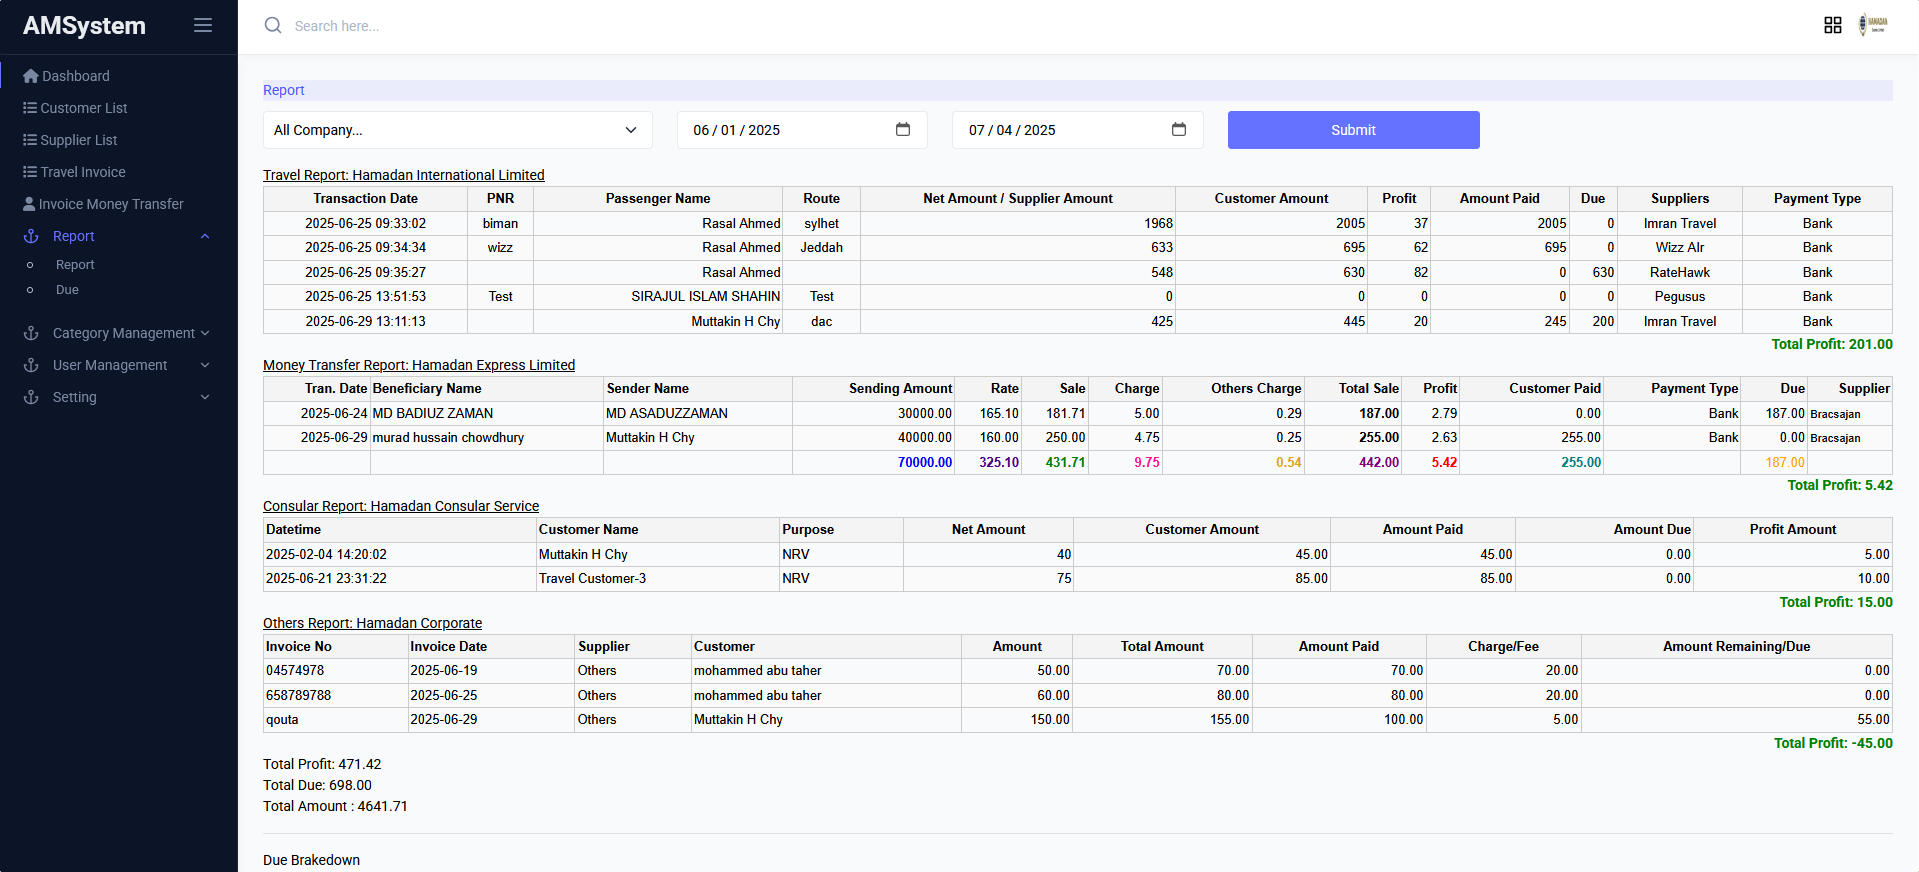 AMSystem
Search here...
HAMADAN
Dashboard
Customer List
Supplier List
Travel Invoice
Invoice Money Transfer
Report
Report
Due
Category Management
User Management
Setting
Report
All Company... 06 / 01 / 2025 07 / 04 / 2025 Submit
Travel Report: Hamadan International Limited
Transaction Date PNR Passenger Name Route Net Amount / Supplier Amount Customer Amount Profit Amount Paid Due Suppliers Payment Type
2025-06-25 09:33:02 biman Rasal Ahmed sylhet 1968 2005 37 2005 0 Imran Travel Bank
2025-06-25 09:34:34 wizz Rasal Ahmed Jeddah 633 695 62 695 0 Wizz AIr Bank
2025-06-25 09:35:27 Rasal Ahmed 548 630 82 0 630 RateHawk Bank
2025-06-25 13:51:53 Test SIRAJUL ISLAM SHAHIN Test 0 0 0 0 0 Pegusus Bank
2025-06-29 13:11:13 Muttakin H Chy dac 425 445 20 245 200 Imran Travel Bank
Total Profit: 201.00
Money Transfer Report: Hamadan Express Limited
Tran. Date Beneficiary Name Sender Name Sending Amount Rate Sale Charge Others Charge Total Sale Profit Customer Paid Payment Type Due Supplier
2025-06-24 MD BADIUZ ZAMAN MD ASADUZZAMAN 30000.00 165.10 181.71 5.00 0.29 187.00 2.79 0.00 Bank 187.00 Bracsajan
2025-06-29 murad hussain chowdhury Muttakin H Chy 40000.00 160.00 250.00 4.75 0.25 255.00 2.63 255.00 Bank 0.00 Bracsajan
70000.00 325.10 431.71 9.75 0.54 442.00 5.42 255.00 187.00
Total Profit: 5.42
Consular Report: Hamadan Consular Service
Datetime Customer Name Purpose Net Amount Customer Amount Amount Paid Amount Due Profit Amount
2025-02-04 14:20:02 Muttakin H Chy NRV 40 45.00 45.00 0.00 5.00
2025-06-21 23:31:22 Travel Customer-3 NRV 75 85.00 85.00 0.00 10.00
Total Profit: 15.00
Others Report: Hamadan Corporate
Invoice No Invoice Date Supplier Customer Amount Total Amount Amount Paid Charge/Fee Amount Remaining/Due
04574978 2025-06-19 Others mohammed abu taher 50.00 70.00 70.00 20.00 0.00
658789788 2025-06-25 Others mohammed abu taher 60.00 80.00 80.00 20.00 0.00
qouta 2025-06-29 Others Muttakin H Chy 150.00 155.00 100.00 5.00 55.00
Total Profit: -45.00
Total Profit: 471.42
Total Due: 698.00
Total Amount : 4641.71
Due Brakedown